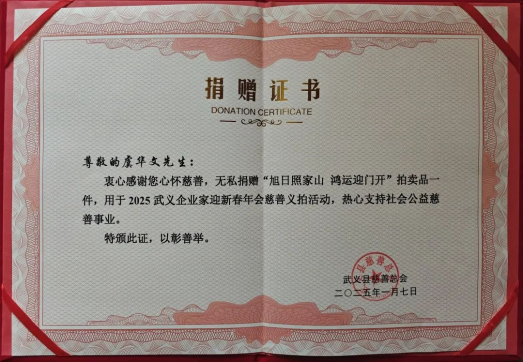 捐赠证书
DONATION CERTIFICATE
尊敬的虞华文先生：
衷心感谢您心怀慈善，无私捐赠“旭日照家山 鸿运迎门开”拍卖品一
件，用于2025武义企业家迎新春年会慈善义拍活动，热心支持社会公益慈
善事业。
特颁此证，以彰善举。
武义县慈善总会
二〇二五年一月七日